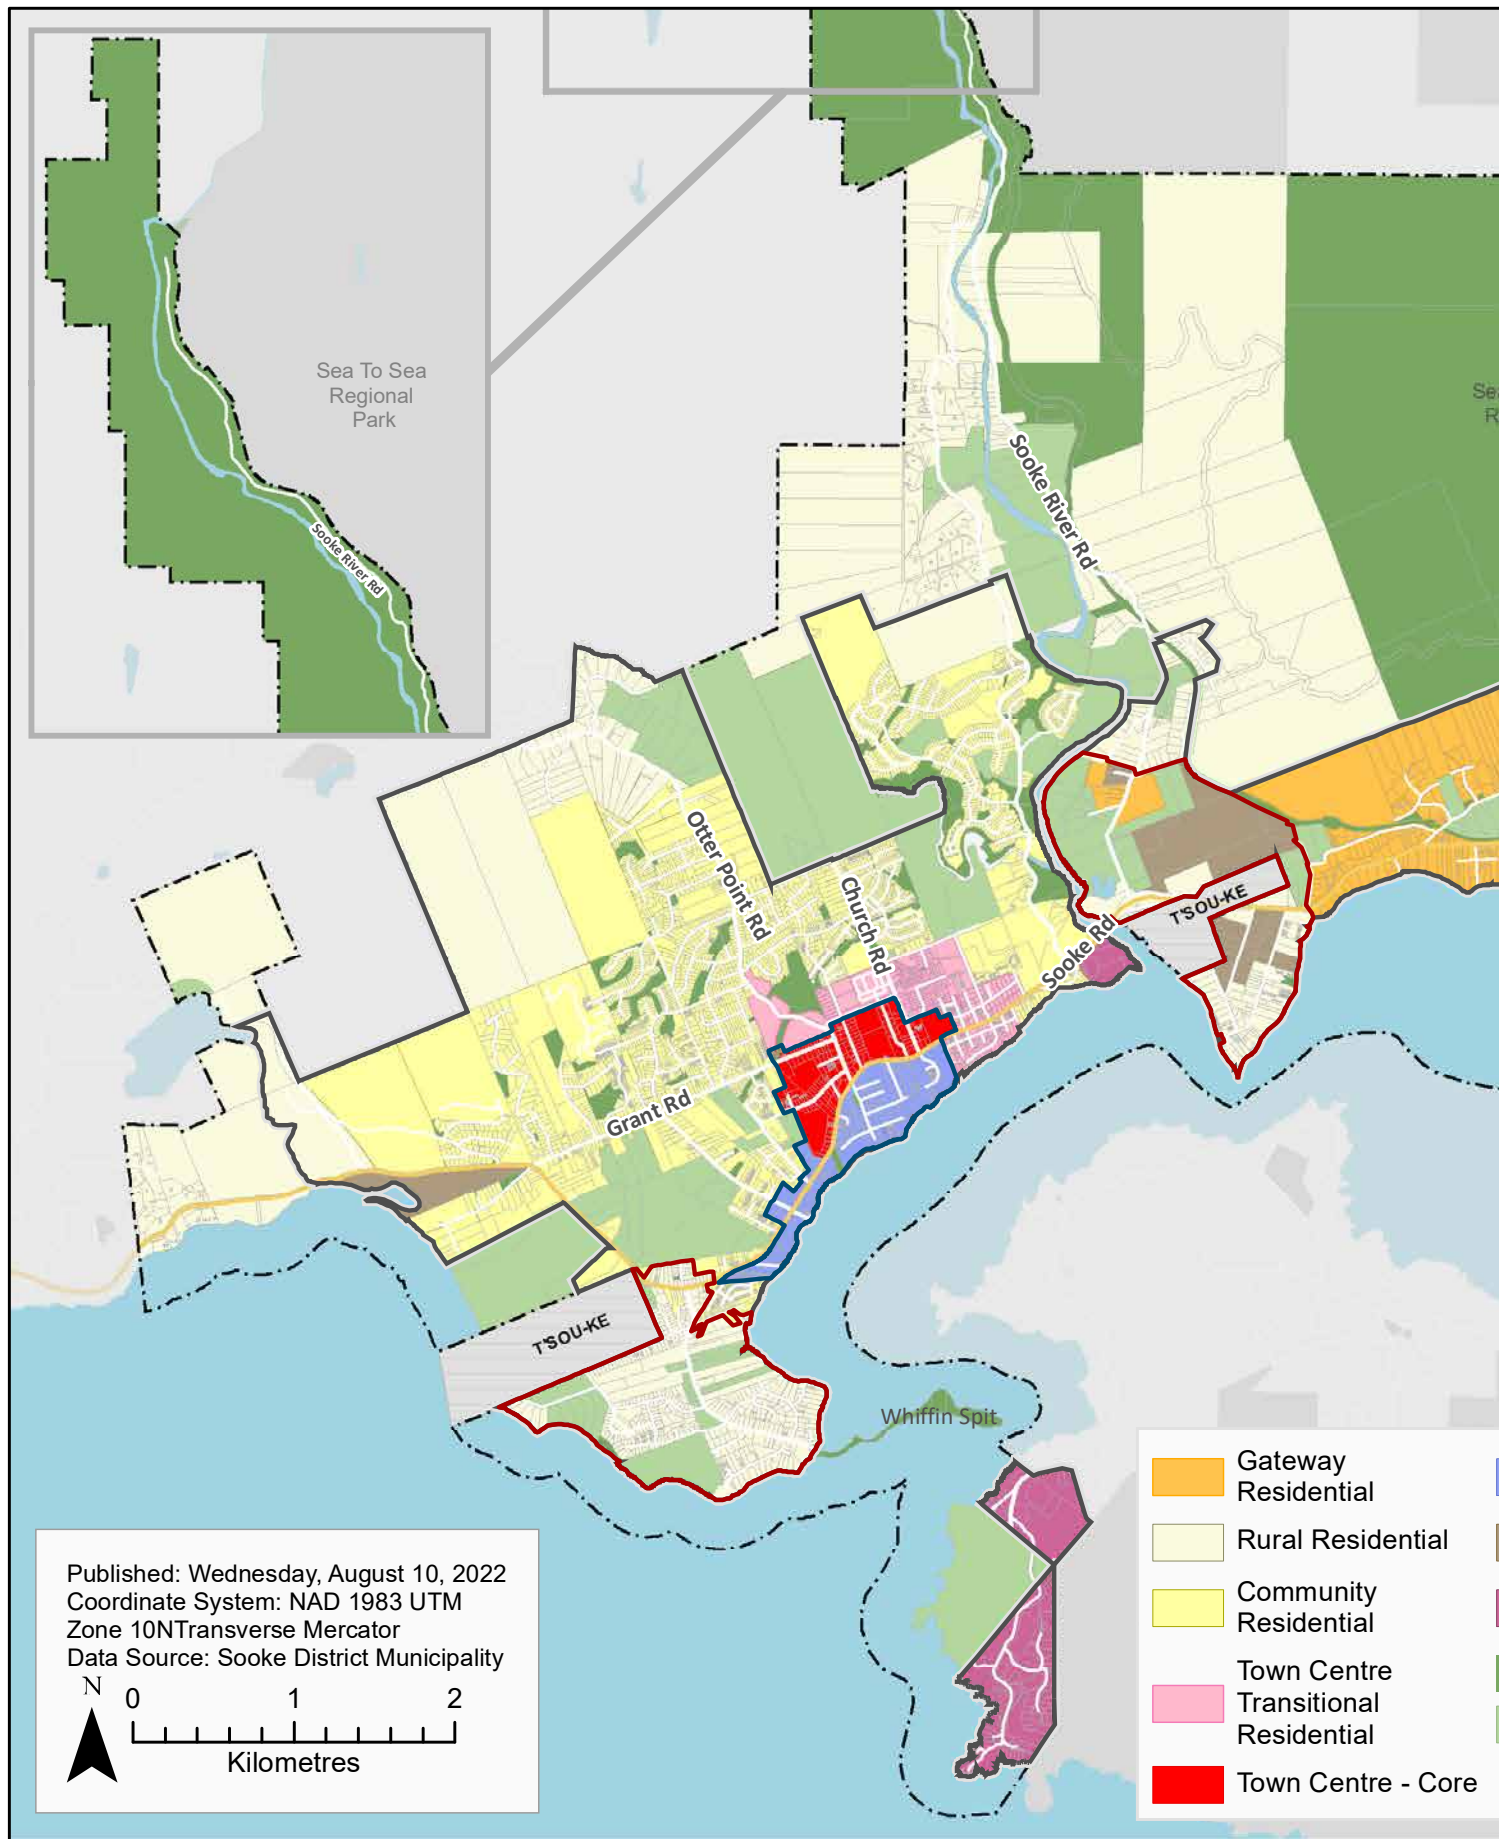 Sea To Sea
Regional
Park
Sooke River Rd
Sea
R
Sooke River Rd
Otter Point Rd
Church Rd
T'SOU-KE
Sooke Rd
Grant Rd
T'SOU-KE
Whiffin Spit
Gateway
Residential
Rural Residential
Community
Residential
Town Centre
Transitional
Residential
Town Centre - Core
Published: Wednesday, August 10, 2022
Coordinate System: NAD 1983 UTM
Zone 10NTransverse Mercator
Data Source: Sooke District Municipality
N
0 1 2
Kilometres